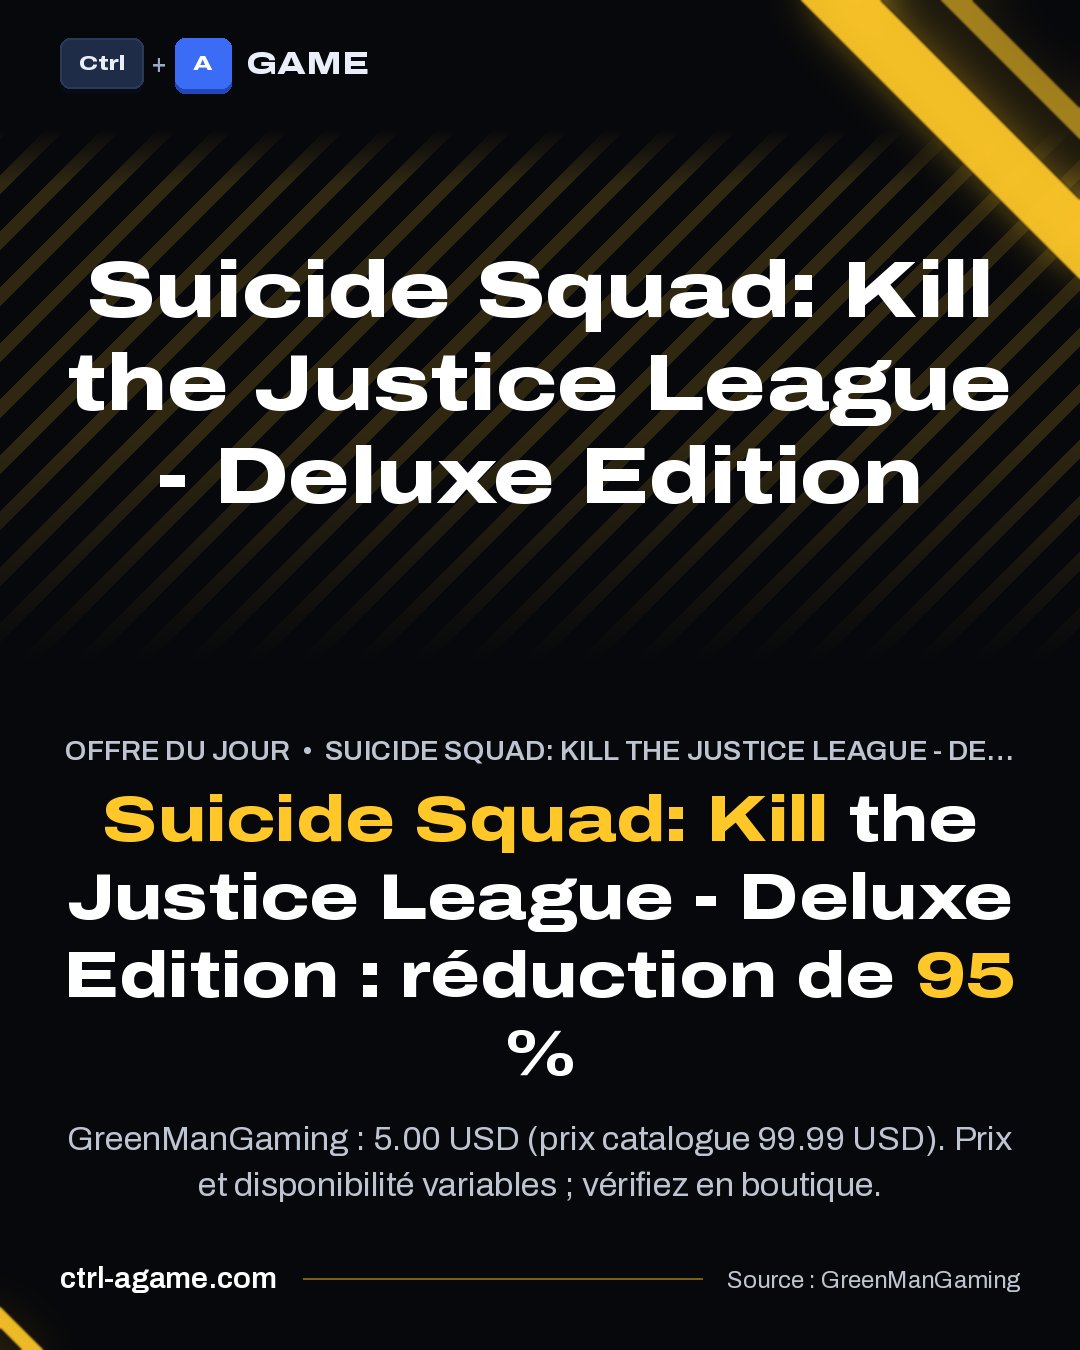 Ctrl + A GAME
Suicide Squad: Kill
the Justice League
- Deluxe Edition
OFFRE DU JOUR • SUICIDE SQUAD: KILL THE JUSTICE LEAGUE - DE...
Suicide Squad: Kill the
Justice League - Deluxe
Edition : réduction de 95
%
GreenManGaming : 5.00 USD (prix catalogue 99.99 USD). Prix
et disponibilité variables ; vérifiez en boutique.
ctrl-agame.com
Source : GreenManGaming